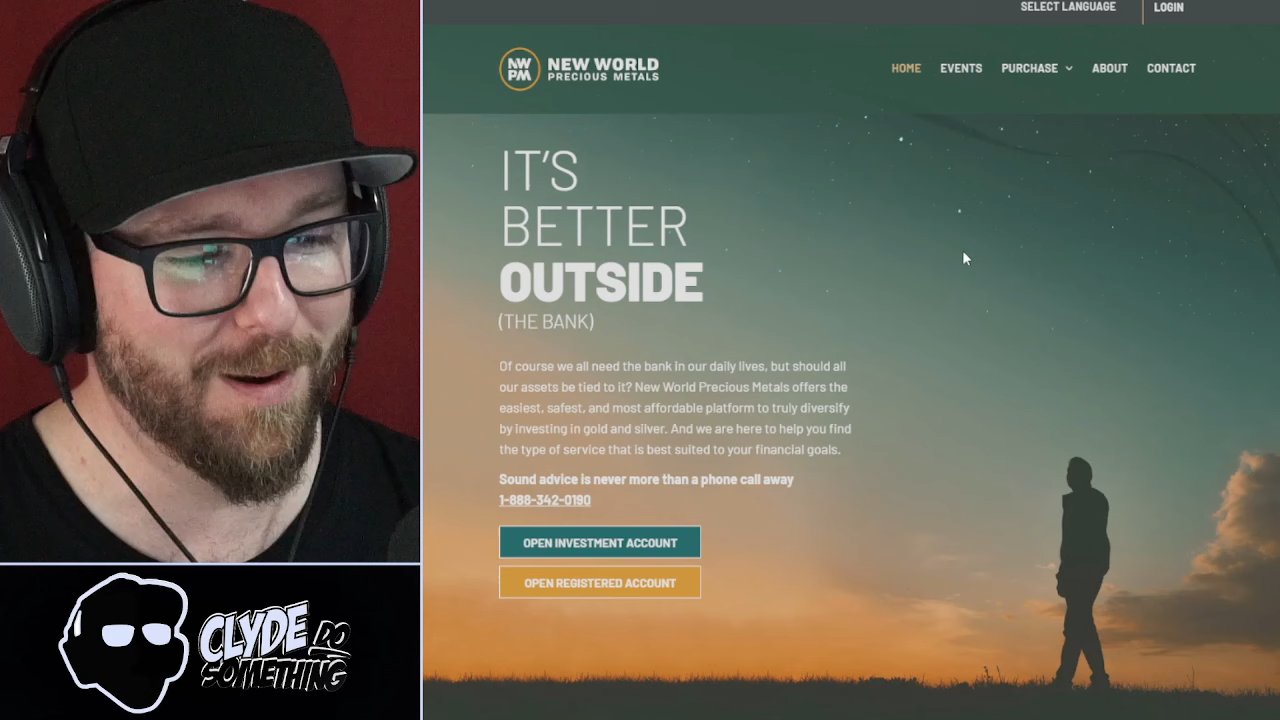 SELECT LANGUAGE
LOGIN
NW
PM
NEW WORLD
PRECIOUS METALS
HOME EVENTS PURCHASE ABOUT CONTACT
IT'S
BETTER
OUTSIDE
(THE BANK)
Of course we all need the bank in our daily lives, but should all
our assets be tied to it? New World Precious Metals offers the
easiest, safest, and most affordable platform to truly diversify
by investing in gold and silver. And we are here to help you find
the type of service that is best suited to your financial goals.
Sound advice is never more than a phone call away
1-888-342-0190
OPEN INVESTMENT ACCOUNT
OPEN REGISTERED ACCOUNT
CLYDE DO
SOMETHING